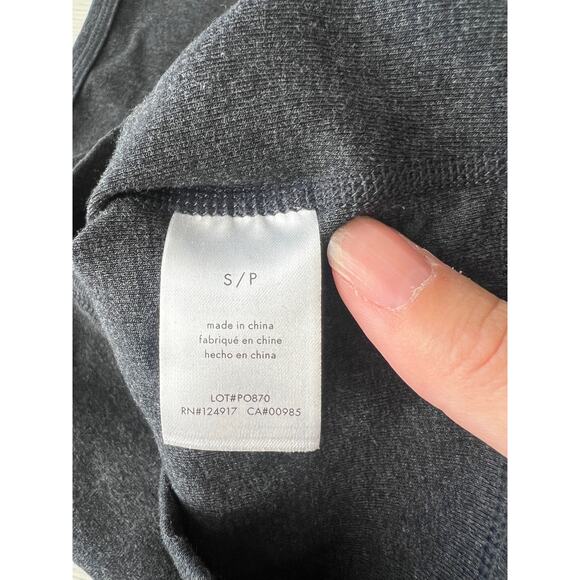 S / P
made in china
fabriqué en chine
hecho en china
LOT#PO870
RN#124917 CA#00985